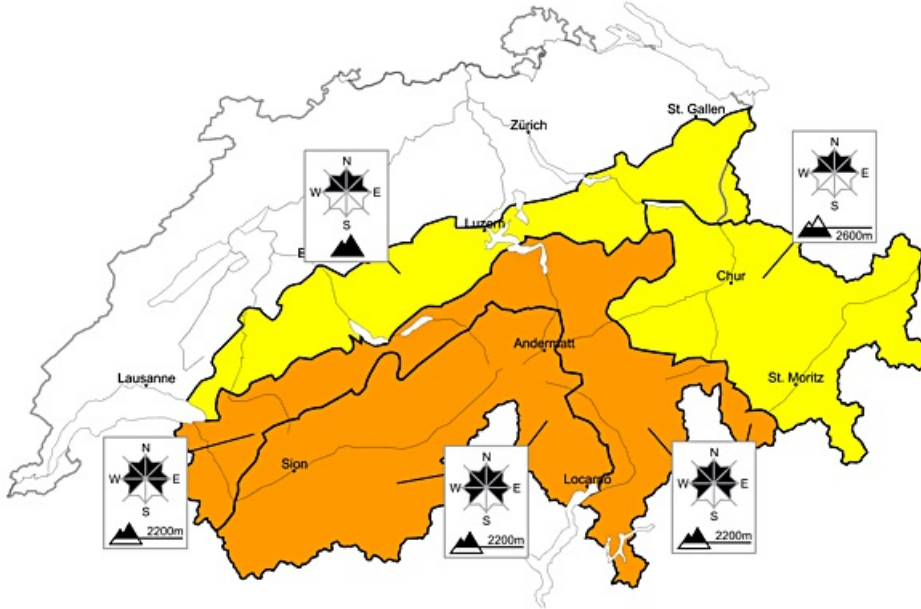 St. Gallen
Zürich
N
W E
S
N
W E
S
2600m
Luzern
Chur
Andermatt
Lausanne
St. Moritz
Sion
Locarno
N
W E
S
2200m
N
W E
S
2200m
N
W E
S
2200m